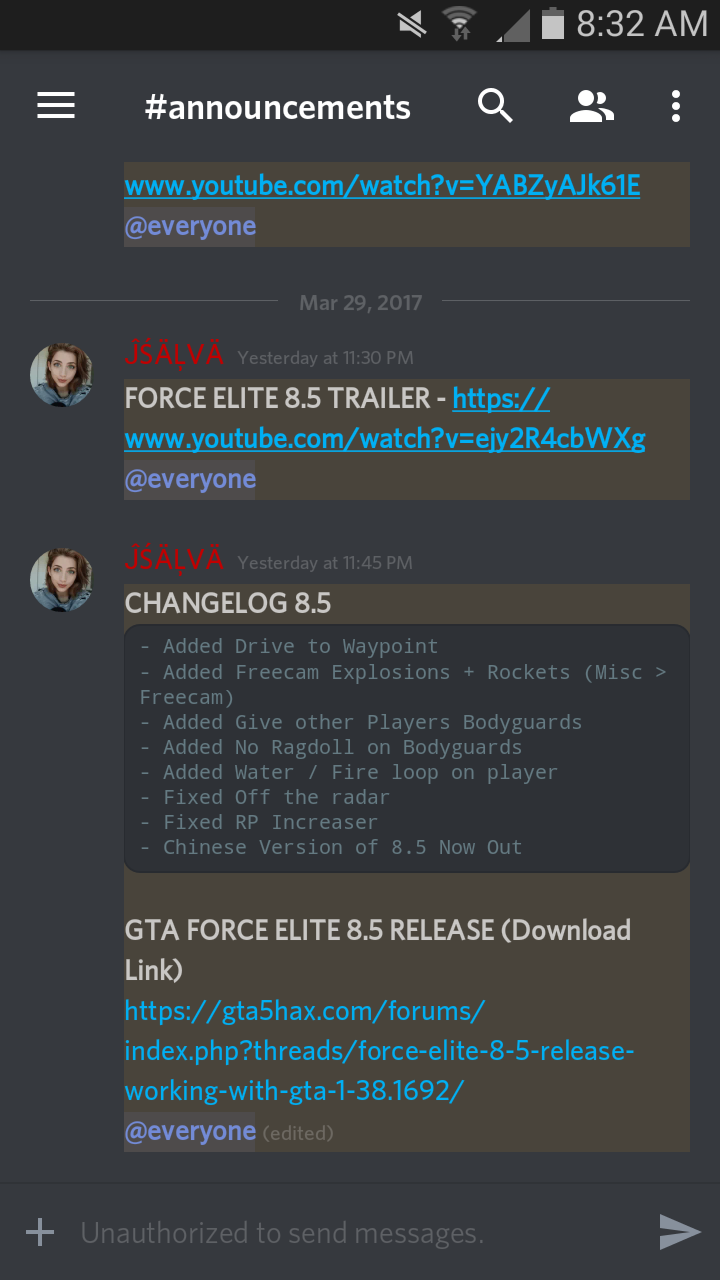 8:32 AM
#announcements
www.youtube.com/watch?v=YABZyAJk61E
@everyone
Mar 29, 2017
ĴŚÄĻVÄ Yesterday at 11:30 PM
FORCE ELITE 8.5 TRAILER - https://
www.youtube.com/watch?v=ejy2R4cbWXg
@everyone
ĴŚÄĻVÄ Yesterday at 11:45 PM
CHANGELOG 8.5
- Added Drive to Waypoint
- Added Freecam Explosions + Rockets (Misc >
Freecam)
- Added Give other Players Bodyguards
- Added No Ragdoll on Bodyguards
- Added Water / Fire loop on player
- Fixed Off the radar
- Fixed RP Increaser
- Chinese Version of 8.5 Now Out
GTA FORCE ELITE 8.5 RELEASE (Download
Link)
https://gta5hax.com/forums/
index.php?threads/force-elite-8-5-release-
working-with-gta-1-38.1692/
@everyone (edited)
Unauthorized to send messages.